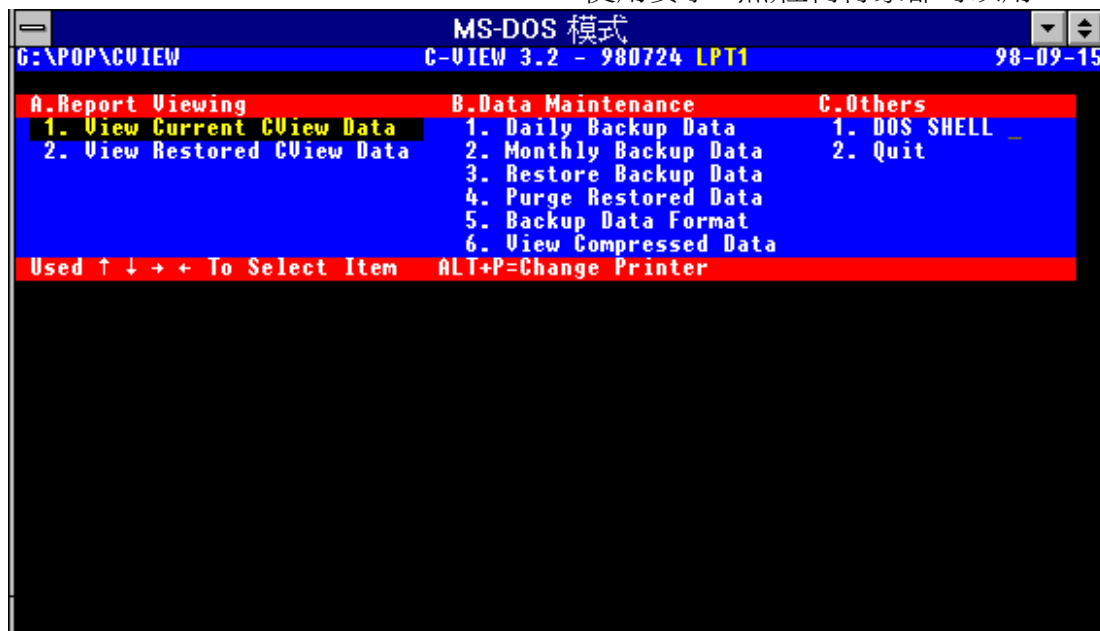 MS-DOS 模式
G:\POP\CVIEW C-VIEW 3.2 - 980724 LPT1 98-09-15
A.Report Viewing B.Data Maintenance C.Others
1. View Current CView Data 1. Daily Backup Data 1. DOS SHELL _
2. View Restored CView Data 2. Monthly Backup Data 2. Quit
3. Restore Backup Data
4. Purge Restored Data
5. Backup Data Format
6. View Compressed Data
Used ↑ ↓ → ← To Select Item ALT+P=Change Printer